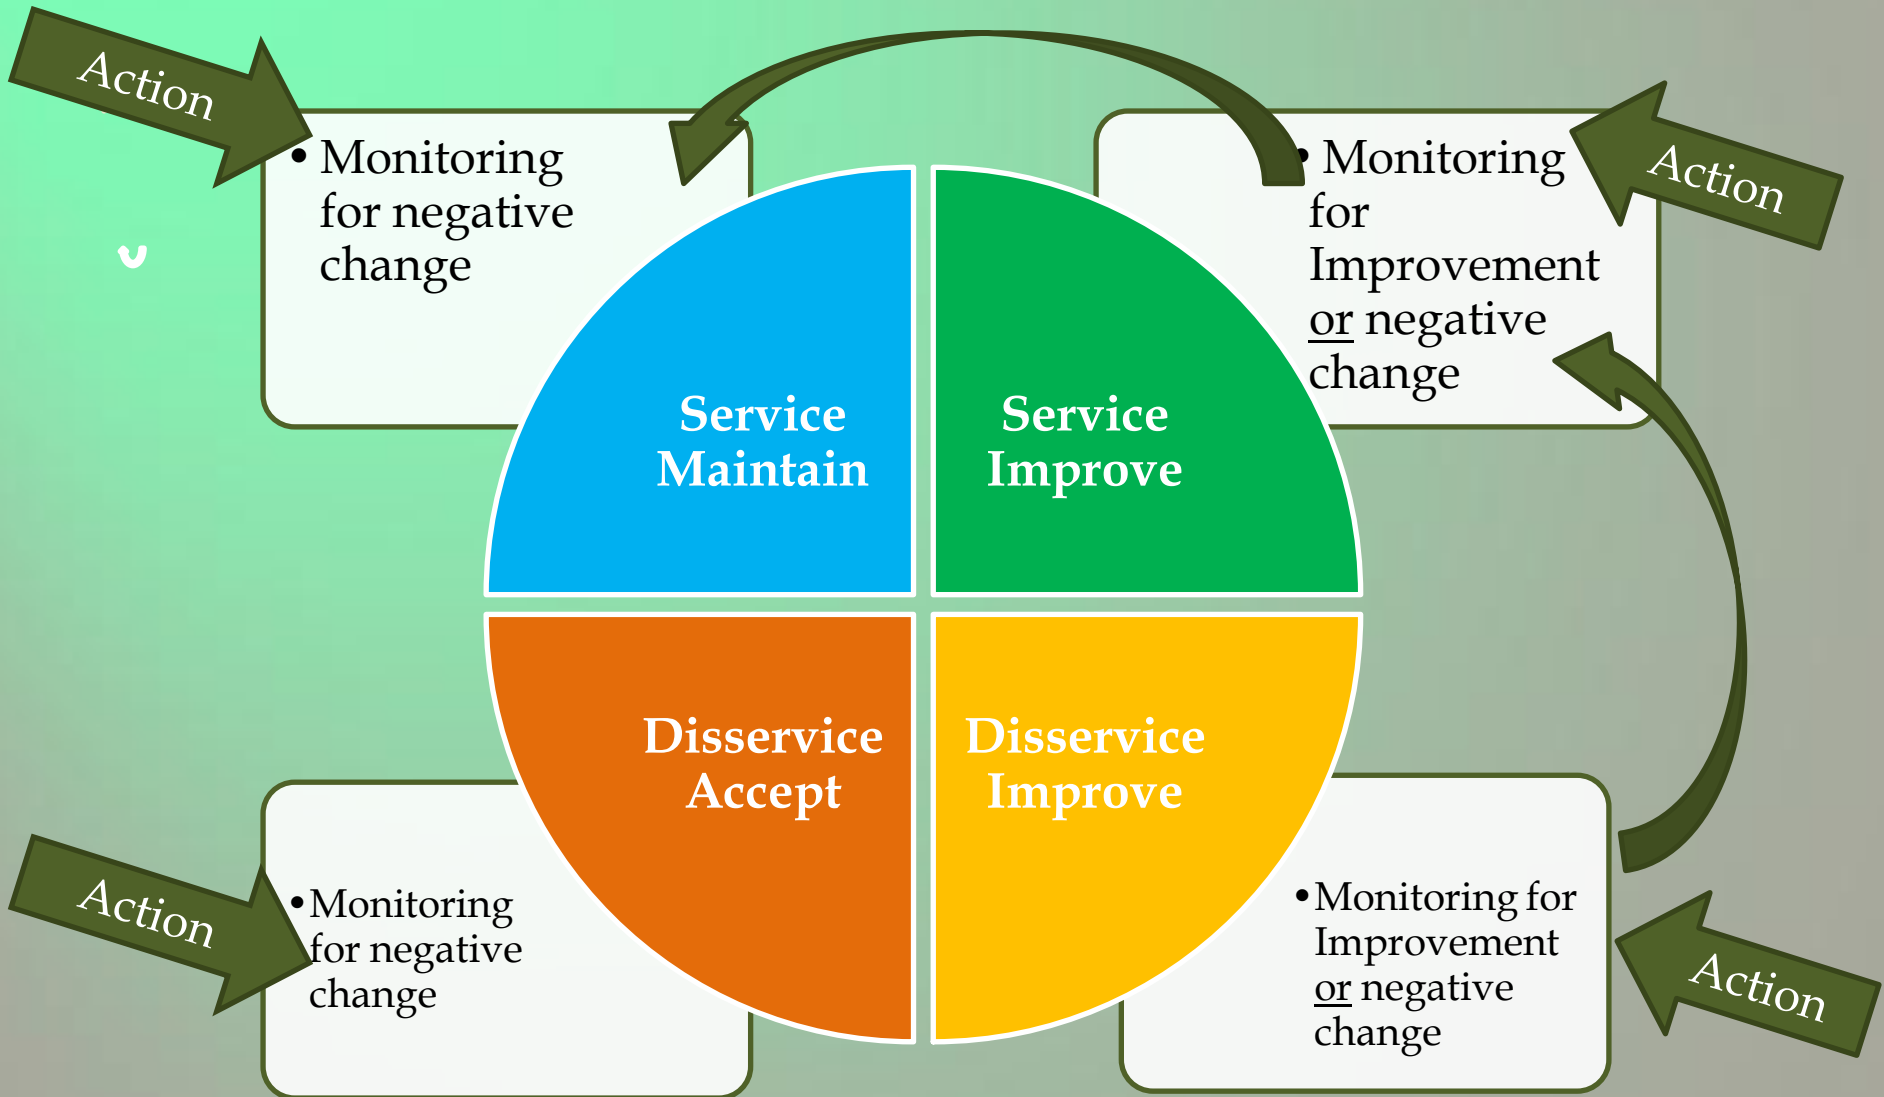 Action
• Monitoring
for negative
change
• Monitoring
for
Improvement
or negative
change
Action
Service
Maintain
Service
Improve
Disservice
Accept
Disservice
Improve
Action
•Monitoring
for negative
change
•Monitoring for
Improvement
or negative
change
Action